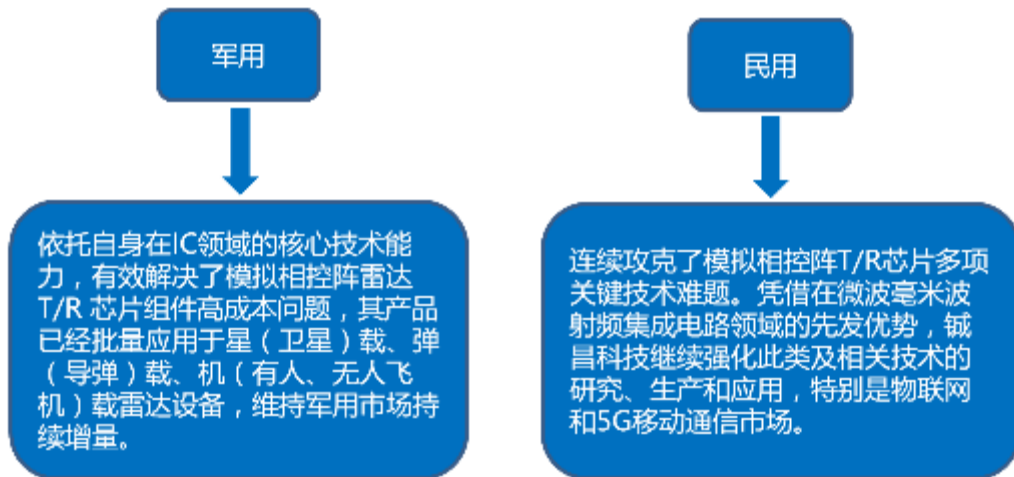 军用
依托自身在IC领域的核心技术能
力，有效解决了模拟相控阵雷达
T/R 芯片组件高成本问题，其产品
已经批量应用于星（卫星）载、弹
（导弹）载、机（有人、无人飞
机）载雷达设备，维持军用市场持
续增量。
民用
连续攻克了模拟相控阵T/R芯片多项
关键技术难题。凭借在微波毫米波
射频集成电路领域的先发优势，铖
昌科技继续强化此类及相关技术的
研究、生产和应用，特别是物联网
和5G移动通信市场。